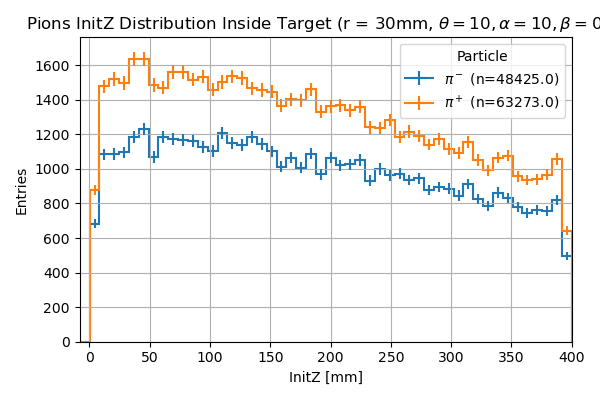 Pions InitZ Distribution Inside Target (r = 30mm, θ = 10, α = 10, β = 0
Particle
π⁻ (n=48425.0)
π⁺ (n=63273.0)
Entries
1600
1400
1200
1000
800
600
400
200
0
0 50 100 150 200 250 300 350 400
InitZ [mm]